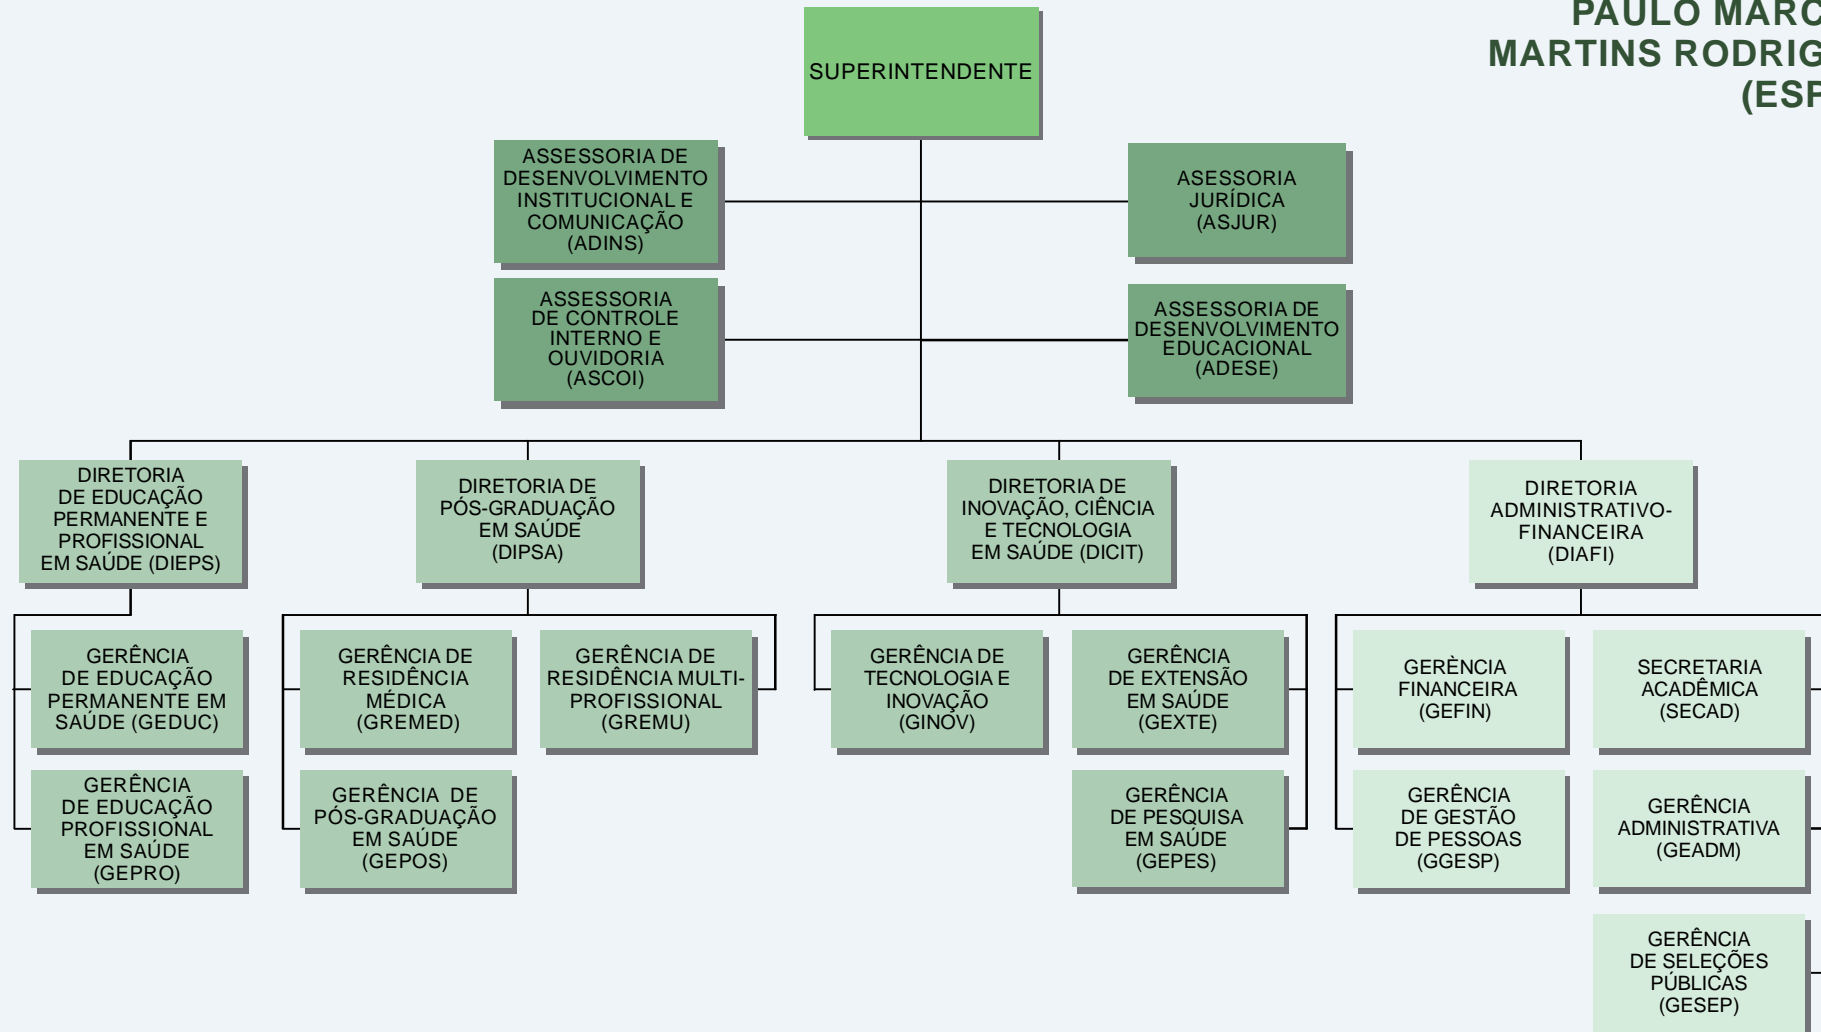 SUPERINTENDENTE
MARTINS RODRIG
(ESP
ASSESSORIA DE
DESENVOLVIMENTO
INSTITUCIONAL E
COMUNICAÇÃO
(ADINS)
ASESSORIA
JURÍDICA
(ASJUR)
ASSESSORIA
DE CONTROLE
INTERNO E
OUVIDORIA
(ASCOI)
ASSESSORIA DE
DESENVOLVIMENTO
EDUCACIONAL
(ADESE)
DIRETORIA
DE EDUCAÇÃO
PERMANENTE E
PROFISSIONAL
EM SAÚDE (DIEPS)
DIRETORIA DE
PÓS-GRADUAÇÃO
EM SAÚDE
(DIPSA)
DIRETORIA DE
INOVAÇÃO, CIÊNCIA
E TECNOLOGIA
EM SAÚDE (DICIT)
DIRETORIA
ADMINISTRATIVO-
FINANCEIRA
(DIAFI)
GERÊNCIA
DE EDUCAÇÃO
PERMANENTE EM
SAÚDE (GEDUC)
GERÊNCIA DE
RESIDÊNCIA
MÉDICA
(GREMED)
GERÊNCIA DE
RESIDÊNCIA MULTI-
PROFISSIONAL
(GREMU)
GERÊNCIA DE
TECNOLOGIA E
INOVAÇÃO
(GINOV)
GERÊNCIA
DE EXTENSÃO
EM SAÚDE
(GEXTE)
GERÈNCIA
FINANCEIRA
(GEFIN)
SECRETARIA
ACADÊMICA
(SECAD)
GERÊNCIA
DE EDUCAÇÃO
PROFISSIONAL
EM SAÚDE
(GEPRO)
GERÊNCIA DE
PÓS-GRADUAÇÃO
EM SAÚDE
(GEPOS)
GERÊNCIA
DE PESQUISA
EM SAÚDE
(GEPES)
GERÊNCIA
DE GESTÃO
DE PESSOAS
(GGESP)
GERÊNCIA
ADMINISTRATIVA
(GEADM)
GERÊNCIA
DE SELEÇÕES
PÚBLICAS
(GESEP)